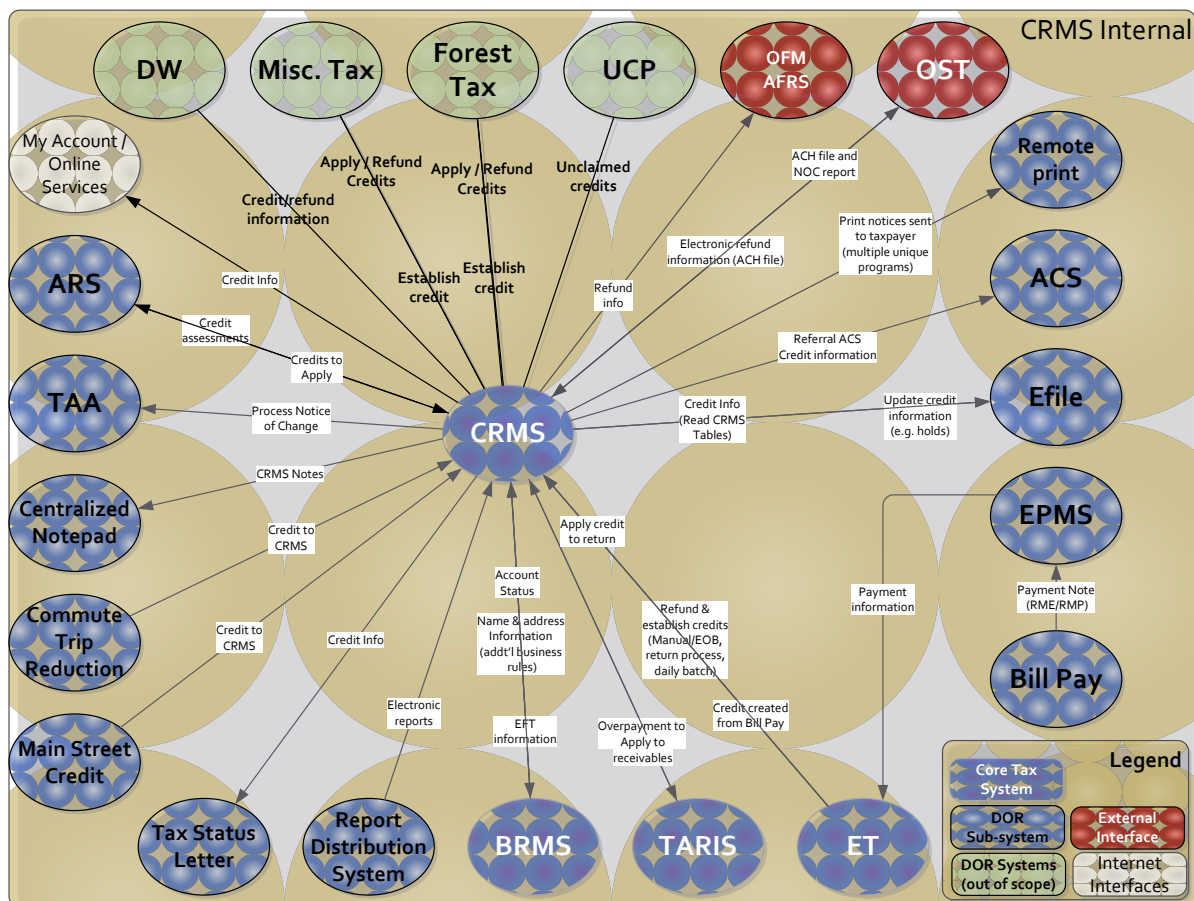 CRMS Internal
DW
Misc. Tax
Forest
Tax
UCP
OFM
AFRS
OST
My Account /
Online
Services
Remote
print
ARS
ACS
TAA
Efile
Centralized
Notepad
EPMS
Commute
Trip
Reduction
Bill Pay
Main Street
Credit
Tax Status
Letter
Report
Distribution
System
BRMS
TARIS
ET
CRMS
Credit/refund
information
Apply / Refund
Credits
Establish
credit
Apply / Refund
Credits
Establish
credit
Unclaimed
credits
Refund
info
ACH file and
NOC report
Electronic refund
information (ACH file)
Print notices sent
to taxpayer
(multiple unique
programs)
Referral ACS
Credit information
Credit Info
(Read CRMS
Tables)
Update credit
information
(e.g. holds)
Credit Info
Credit
assessments
Credits to
Apply
Process Notice
of Change
CRMS Notes
Credit to
CRMS
Credit to
CRMS
Credit Info
Electronic
reports
Account
Status
Name & address
Information
(addt'l business
rules)
EFT
information
Apply credit
to return
Overpayment to
Apply to
receivables
Refund &
establish credits
(Manual/EOB,
return process,
daily batch)
Credit created
from Bill Pay
Payment
information
Payment Note
(RME/RMP)
Legend
Core Tax
System
DOR
Sub-system
External
Interface
DOR Systems
(out of scope)
Internet
Interfaces